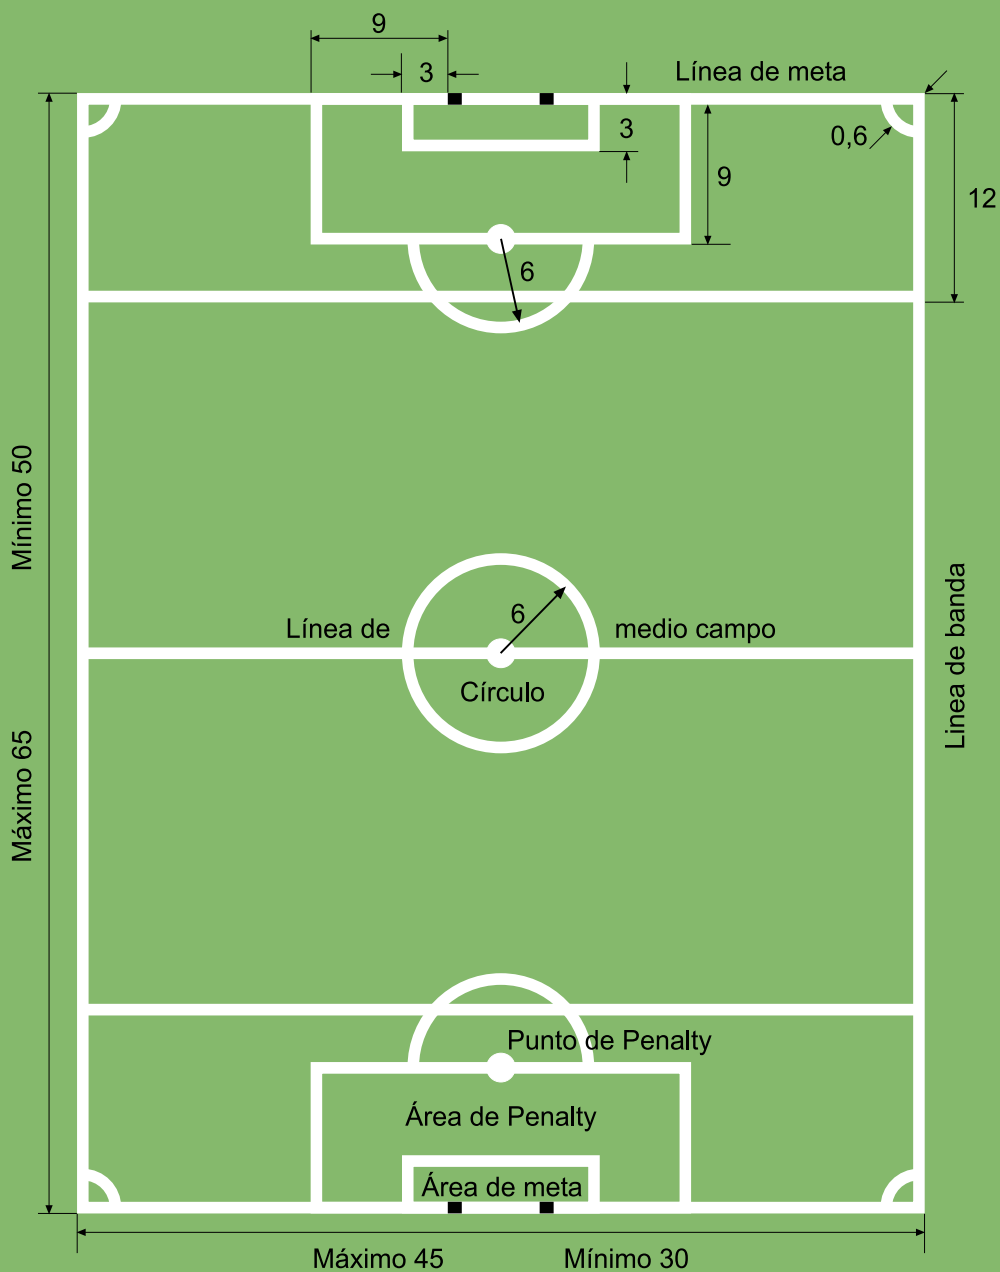 9
3
Línea de meta
3
0,6
9
12
6
Mínimo 50
6
Línea de
medio campo
Linea de banda
Círculo
Máximo 65
Punto de Penalty
Área de Penalty
Área de meta
Máximo 45
Mínimo 30